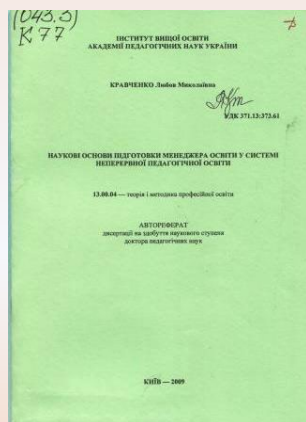 (043.3)
К 77
ІНСТИТУТ ВИЩОЇ ОСВІТИ
АКАДЕМІЇ ПЕДАГОГІЧНИХ НАУК УКРАЇНИ
КРАВЧЕНКО Любов Миколаївна
УДК 371.13:373.61
НАУКОВІ ОСНОВИ ПІДГОТОВКИ МЕНЕДЖЕРА ОСВІТИ У СИСТЕМІ
НЕПЕРЕРВНОЇ ПЕДАГОГІЧНОЇ ОСВІТИ
13.00.04 — теорія і методика професійної освіти
АВТОРЕФЕРАТ
дисертації на здобуття наукового ступеня
доктора педагогічних наук
КИЇВ — 2009